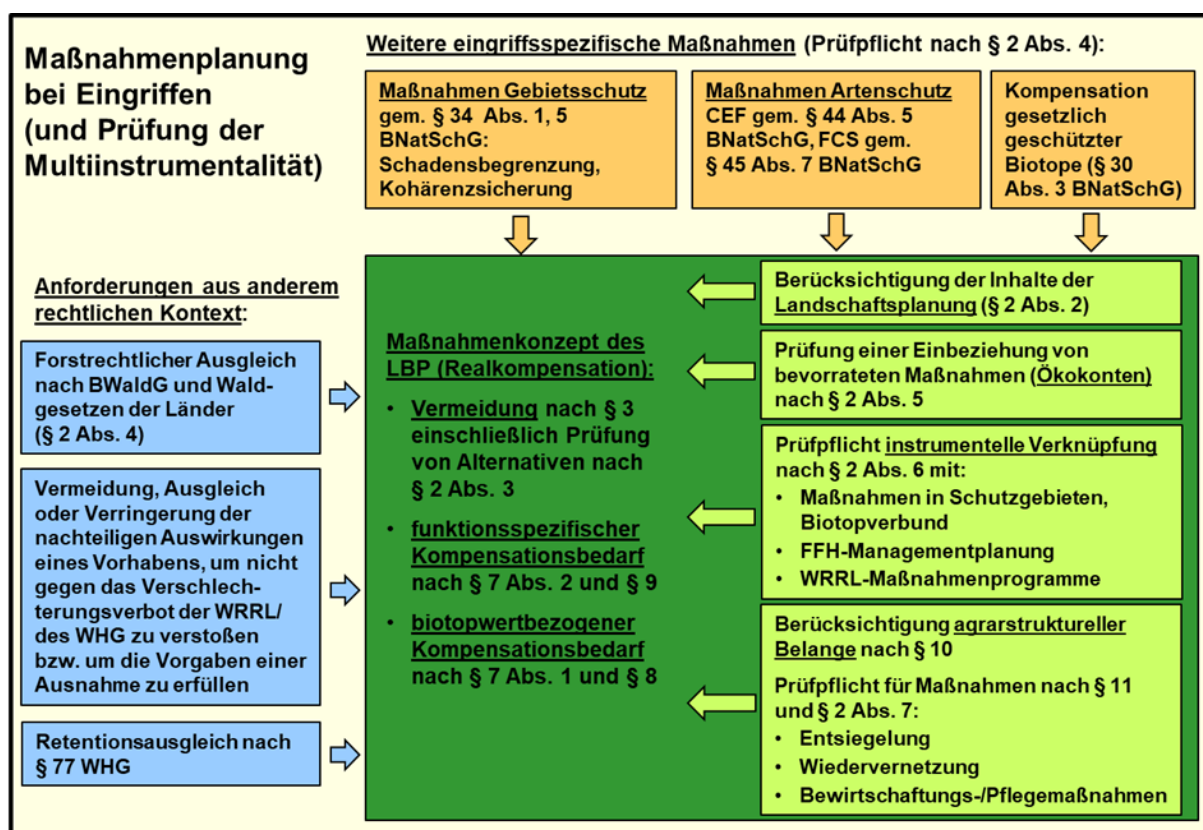 Maßnahmenplanung
bei Eingriffen
(und Prüfung der
Multiinstrumentalität)
Weitere eingriffsspezifische Maßnahmen (Prüfpflicht nach § 2 Abs. 4):
Maßnahmen Gebietsschutz
gem. § 34 Abs. 1, 5
BNatSchG:
Schadensbegrenzung,
Kohärenzsicherung
Maßnahmen Artenschutz
CEF gem. § 44 Abs. 5
BNatSchG, FCS gem.
§ 45 Abs. 7 BNatSchG
Kompensation
gesetzlich
geschützter
Biotope (§ 30
Abs. 3 BNatSchG)
Anforderungen aus anderem
rechtlichen Kontext:
Forstrechtlicher Ausgleich
nach BWaldG und Wald-
gesetzen der Länder
(§ 2 Abs. 4)
Vermeidung, Ausgleich
oder Verringerung der
nachteiligen Auswirkungen
eines Vorhabens, um nicht
gegen das Verschlech-
terungsverbot der WRRL/
des WHG zu verstoßen
bzw. um die Vorgaben einer
Ausnahme zu erfüllen
Retentionsausgleich nach
§ 77 WHG
Maßnahmenkonzept des
LBP (Realkompensation):
• Vermeidung nach § 3
einschließlich Prüfung
von Alternativen nach
§ 2 Abs. 3
• funktionsspezifischer
Kompensationsbedarf
nach § 7 Abs. 2 und § 9
• biotopwertbezogener
Kompensationsbedarf
nach § 7 Abs. 1 und § 8
Berücksichtigung der Inhalte der
Landschaftsplanung (§ 2 Abs. 2)
Prüfung einer Einbeziehung von
bevorrateten Maßnahmen (Ökokonten)
nach § 2 Abs. 5
Prüfpflicht instrumentelle Verknüpfung
nach § 2 Abs. 6 mit:
• Maßnahmen in Schutzgebieten,
Biotopverbund
• FFH-Managementplanung
• WRRL-Maßnahmenprogramme
Berücksichtigung agrarstruktureller
Belange nach § 10
Prüfpflicht für Maßnahmen nach § 11
und § 2 Abs. 7:
• Entsiegelung
• Wiedervernetzung
• Bewirtschaftungs-/Pflegemaßnahmen